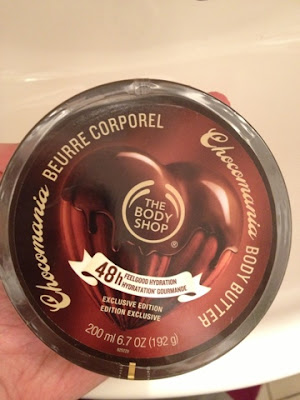 Chocomania BEURRE CORPOREL
Chocomania BODY BUTTER
THE
BODY
SHOP
®
48h FEELGOOD HYDRATION
HYDRATATION GOURMANDE
EXCLUSIVE EDITION
EDITION EXCLUSIVE
200 ml 6.7 OZ (192 g)